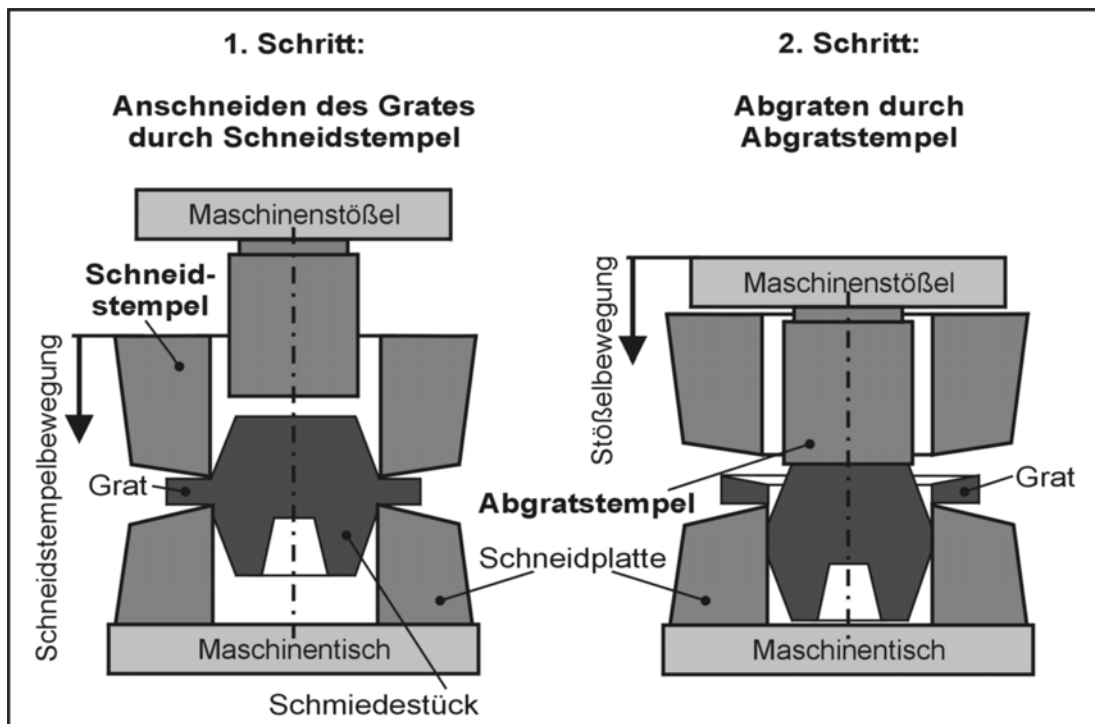 1. Schritt:
Anschneiden des Grates
durch Schneidstempel
Maschinenstößel
Schneid-
stempel
Schneidstempelbewegung
Grat
Maschinentisch
Schmiedestück
2. Schritt:
Abgraten durch
Abgratstempel
Maschinenstößel
Stößelbewegung
Grat
Abgratstempel
Schneidplatte
Maschinentisch